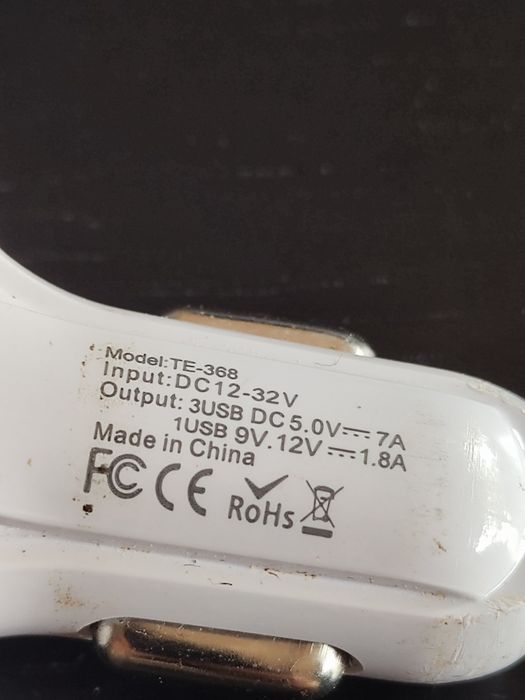 Model:TE-368
Input:DC12-32V
Output: 3USB DC5.0V⎓7A
1USB 9V.12V⎓1.8A
Made in China
FC CE RoHs